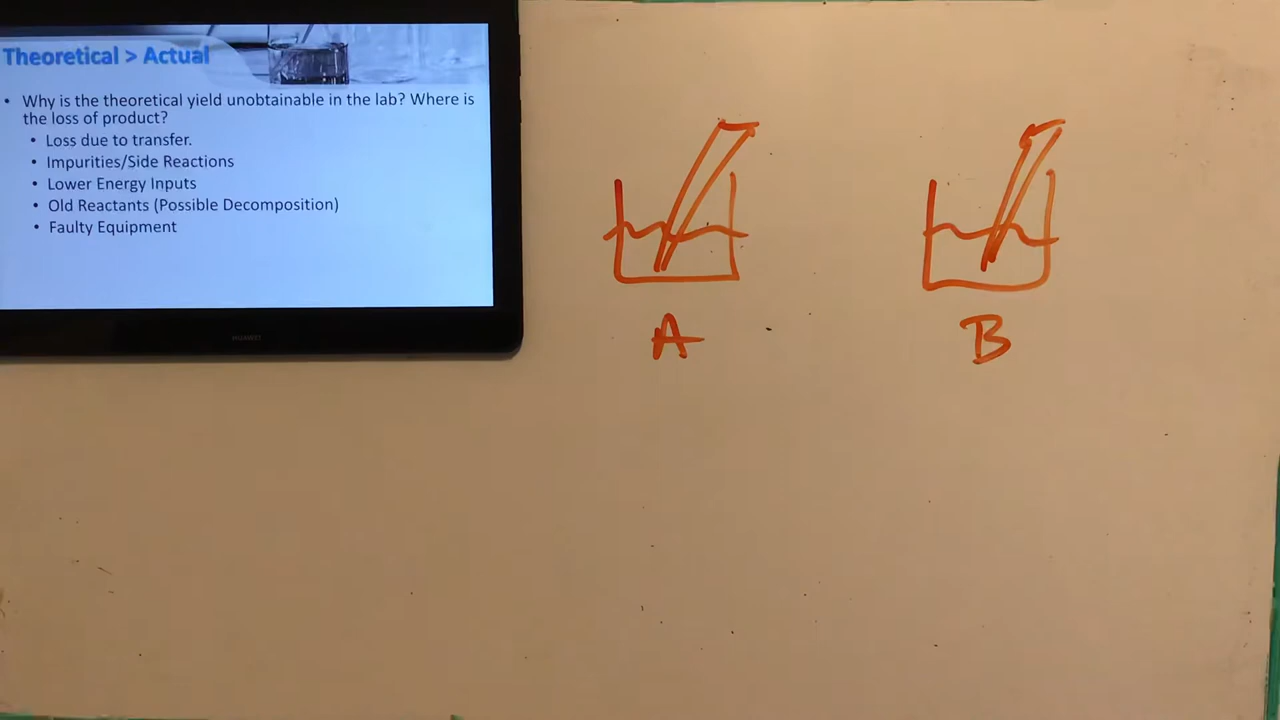 Theoretical > Actual
• Why is the theoretical yield unobtainable in the lab? Where is
the loss of product?
• Loss due to transfer.
• Impurities/Side Reactions
• Lower Energy Inputs
• Old Reactants (Possible Decomposition)
• Faulty Equipment
HUAWEI
A
B